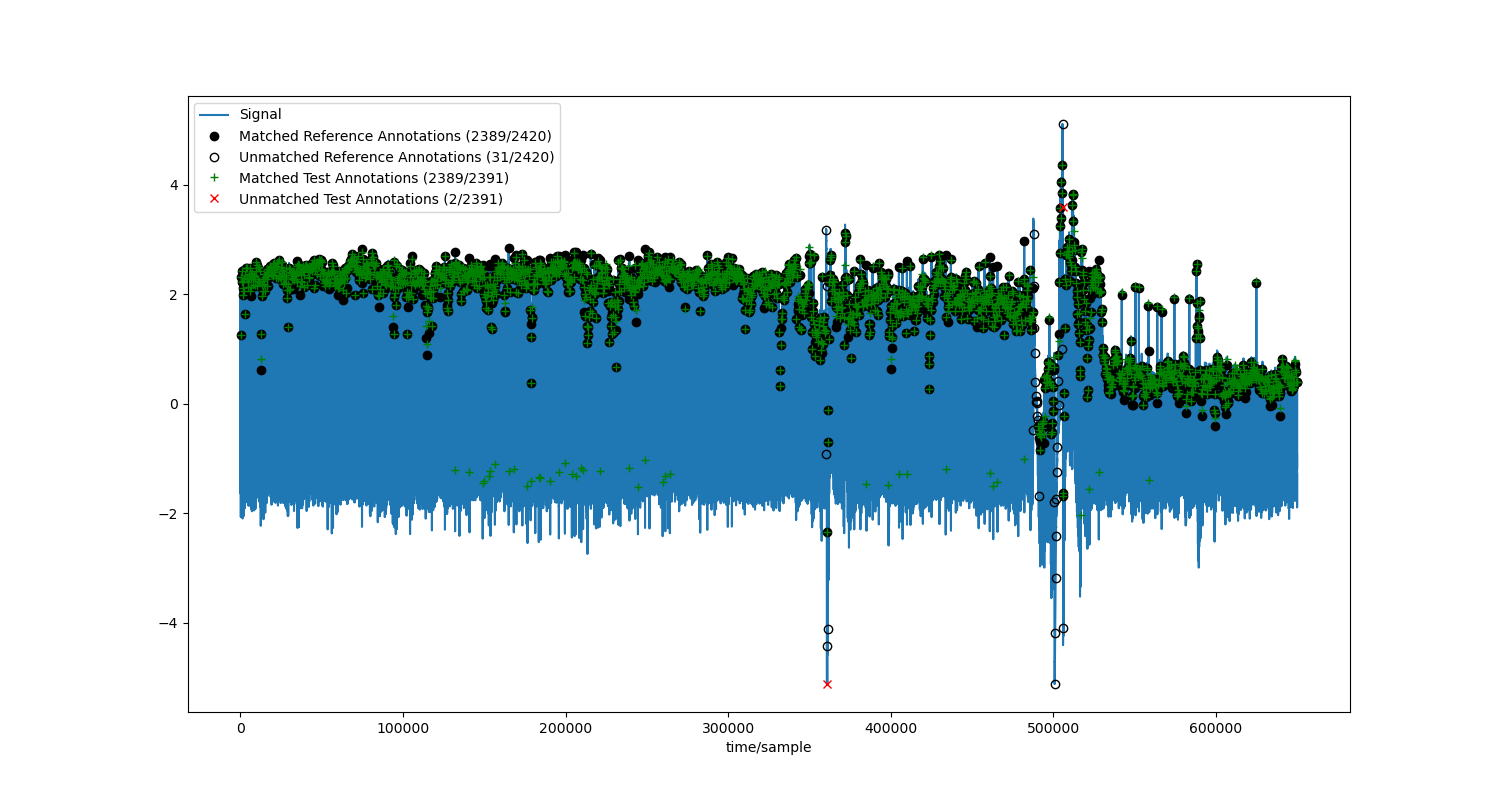 Signal
Matched Reference Annotations (2389/2420)
Unmatched Reference Annotations (31/2420)
Matched Test Annotations (2389/2391)
Unmatched Test Annotations (2/2391)
4
2
0
−2
−4
0 100000 200000 300000 400000 500000 600000
time/sample